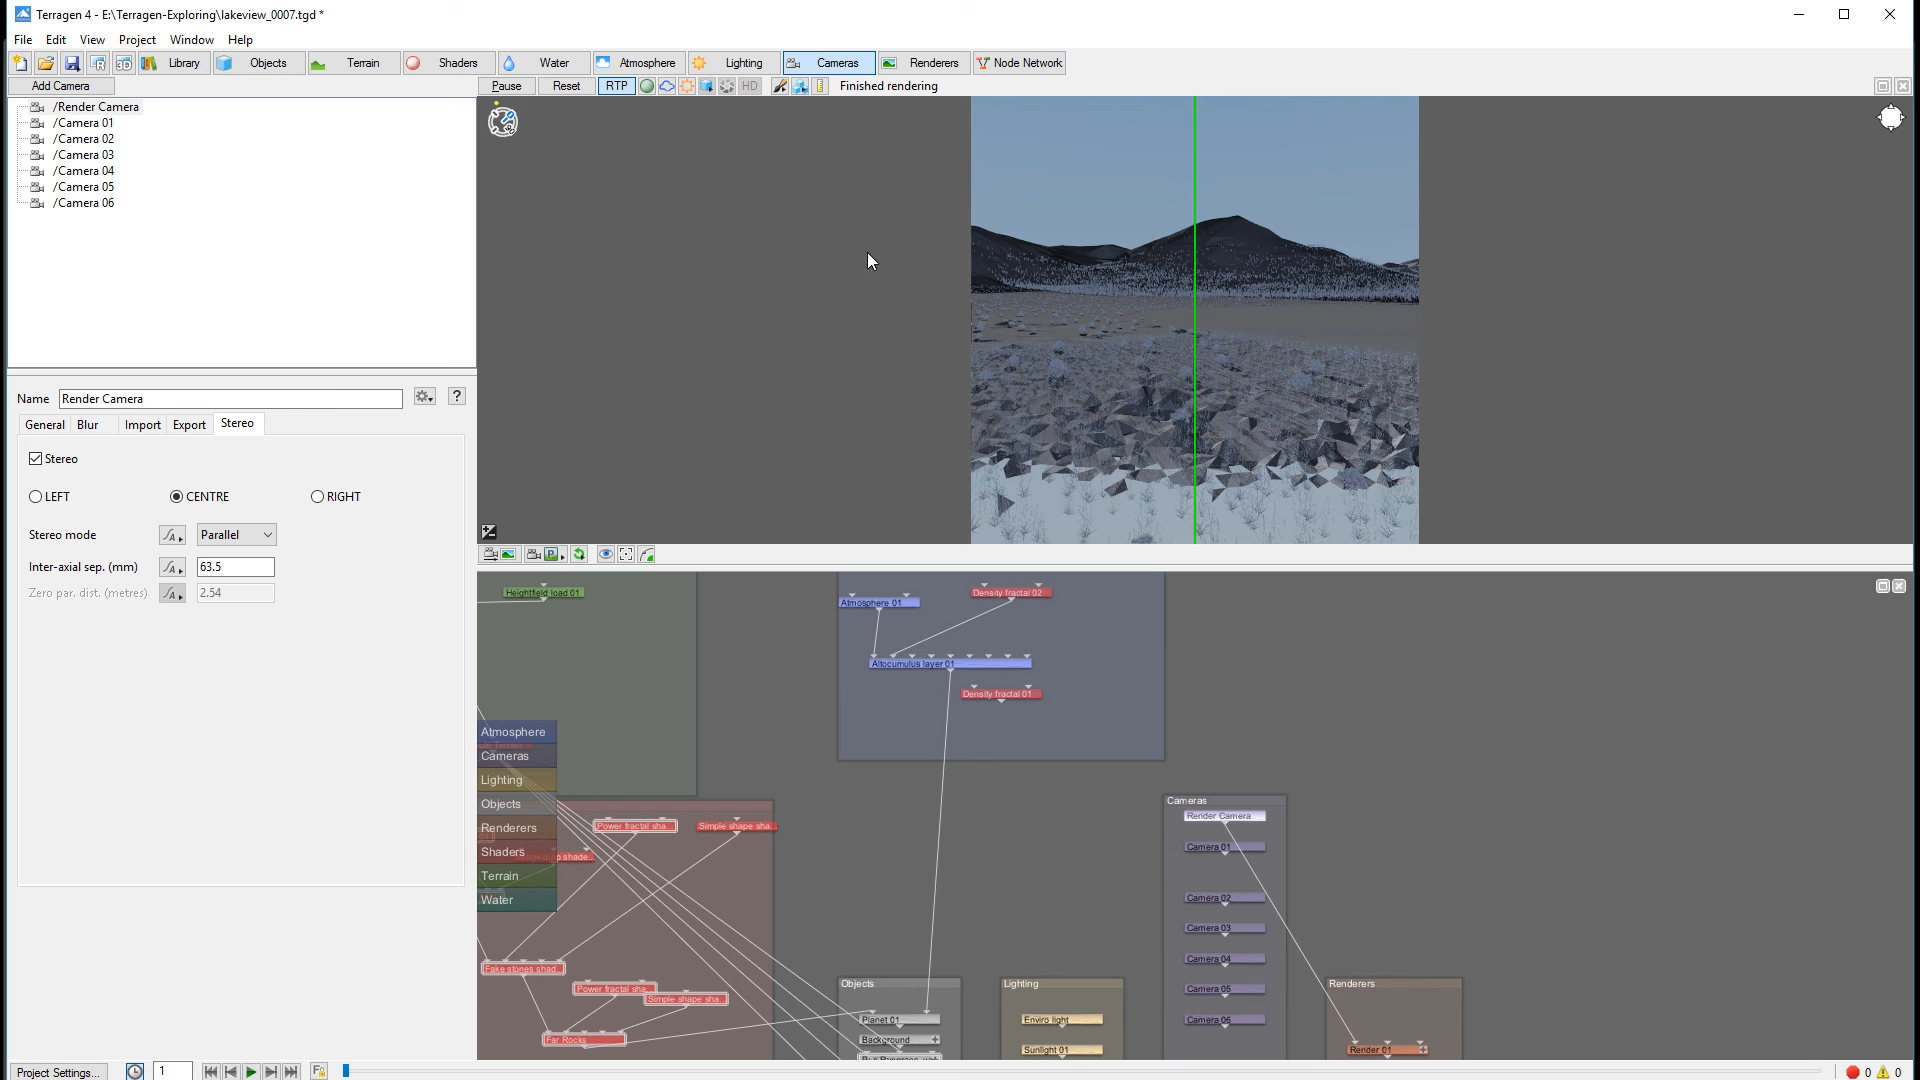 Terragen 4 - E:\Terragen-Exploring\lakeview_0007.tgd *
File Edit View Project Window Help
Library Objects Terrain Shaders Water Atmosphere Lighting Cameras Renderers Node Network
Add Camera
Pause Reset RTP HD Finished rendering
/Render Camera
/Camera 01
/Camera 02
/Camera 03
/Camera 04
/Camera 05
/Camera 06
Name Render Camera ?
General Blur Import Export Stereo
Stereo
LEFT CENTRE RIGHT
Stereo mode Parallel
Inter-axial sep. (mm) 63.5
Zero par. dist. (metres) 2.54
Heightfield load 01
Atmosphere 01
Density fractal 02
Altocumulus layer 01
Density fractal 01
Atmosphere
Cameras
Lighting
Objects
Renderers
Shaders
Terrain
Water
Power fractal sha...
Simple shape sha...
Fake stones shad...
Power fractal sha...
Simple shape sha...
Far Rocks
Cameras
Render Camera
Camera 01
Camera 02
Camera 03
Camera 04
Camera 05
Camera 06
Objects
Planet 01
Background
Lighting
Enviro light
Sunlight 01
Renderers
Render 01
Project Settings... 1 0 0